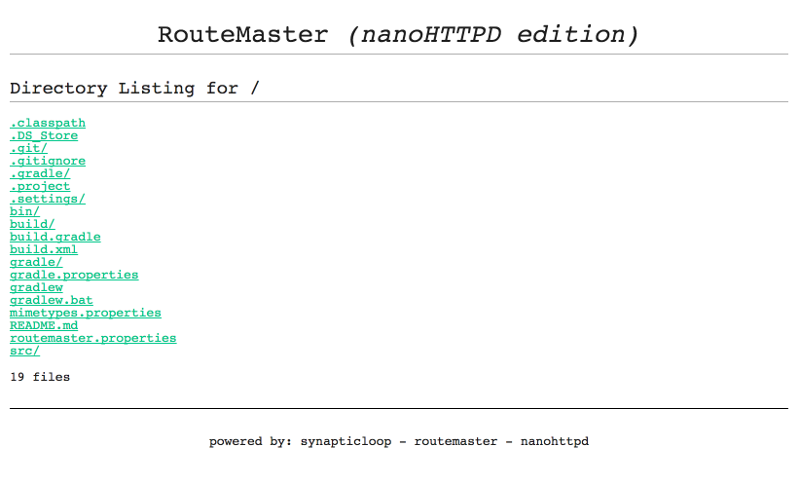 RouteMaster (nanoHTTPD edition)
Directory Listing for /
.classpath
.DS_Store
.git/
.gitignore
.gradle/
.project
.settings/
bin/
build/
build.gradle
build.xml
gradle/
gradle.properties
gradlew
gradlew.bat
mimetypes.properties
README.md
routemaster.properties
src/
19 files
powered by: synapticloop - routemaster - nanohttpd